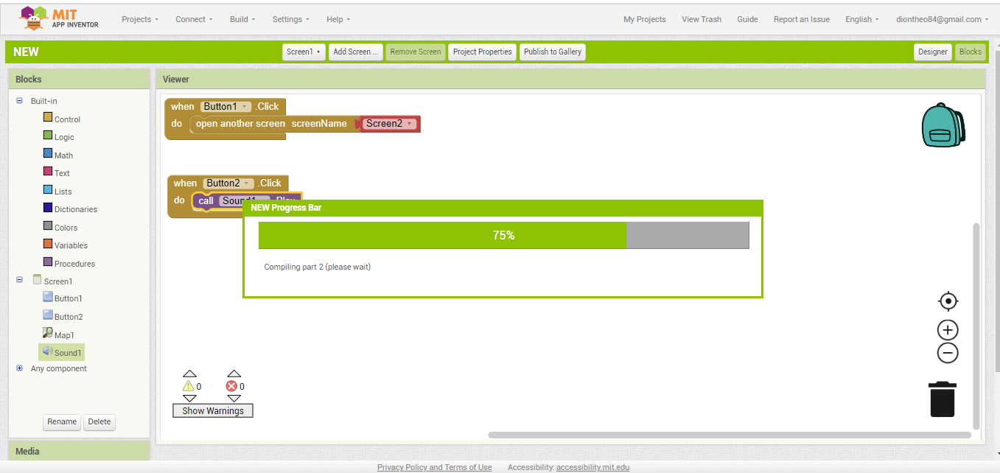 MIT
APP INVENTOR
Projects Connect Build Settings Help My Projects View Trash Guide Report an Issue English diontheo84@gmail.com
NEW Screen1 Add Screen ... Remove Screen Project Properties Publish to Gallery Designer Blocks
Blocks Viewer
Built-in
Control
Logic
Math
Text
Lists
Dictionaries
Colors
Variables
Procedures
Screen1
Button1
Button2
Map1
Sound1
Any component
Rename Delete
Media
when Button1 .Click
do open another screen screenName Screen2
when Button2 .Click
do call Sound1 .Play
NEW Progress Bar
75%
Compiling part 2 (please wait)
0 0
Show Warnings
Privacy Policy and Terms of Use Accessibility: accessibility.mit.edu